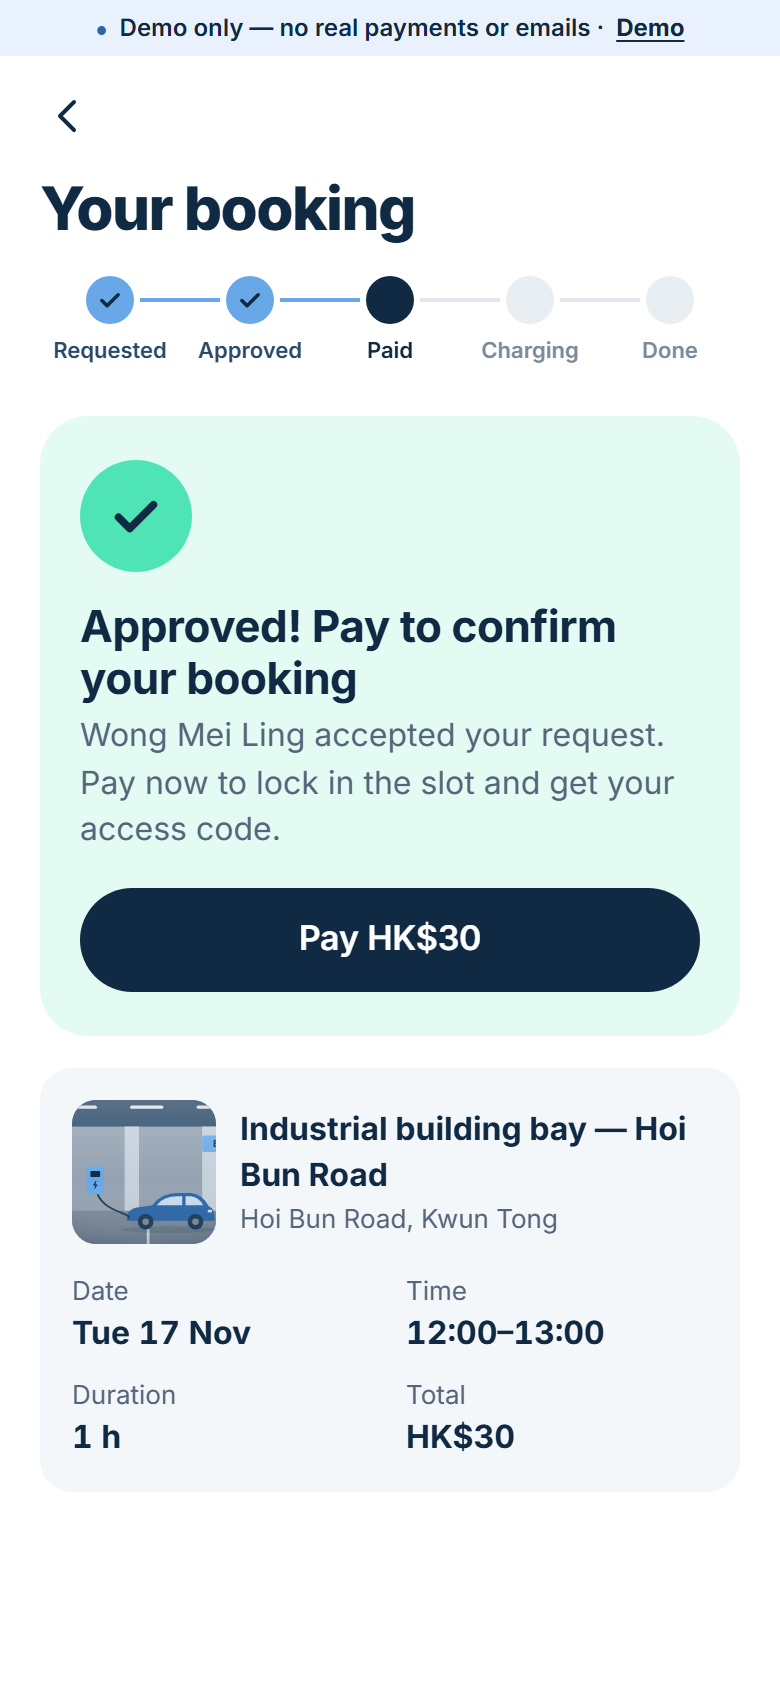 Demo only — no real payments or emails · Demo
Your booking
Requested Approved Paid Charging Done
Approved! Pay to confirm
your booking
Wong Mei Ling accepted your request.
Pay now to lock in the slot and get your
access code.
Pay HK$30
Industrial building bay — Hoi
Bun Road
Hoi Bun Road, Kwun Tong
Date Time
Tue 17 Nov 12:00–13:00
Duration Total
1 h HK$30